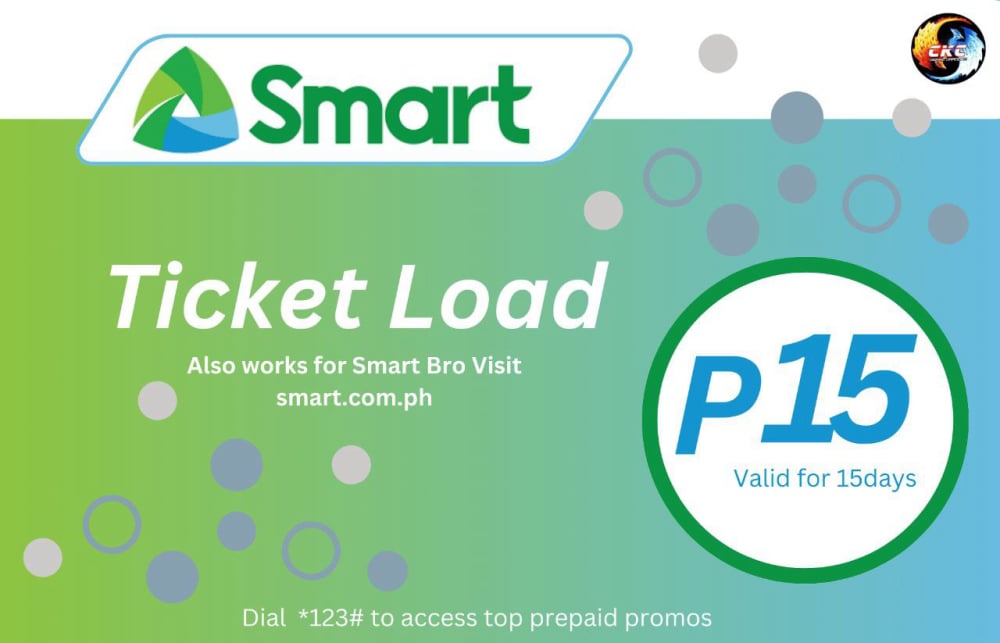 CKC
Smart
Ticket Load
Also works for Smart Bro Visit
smart.com.ph
P15
Valid for 15days
Dial *123# to access top prepaid promos